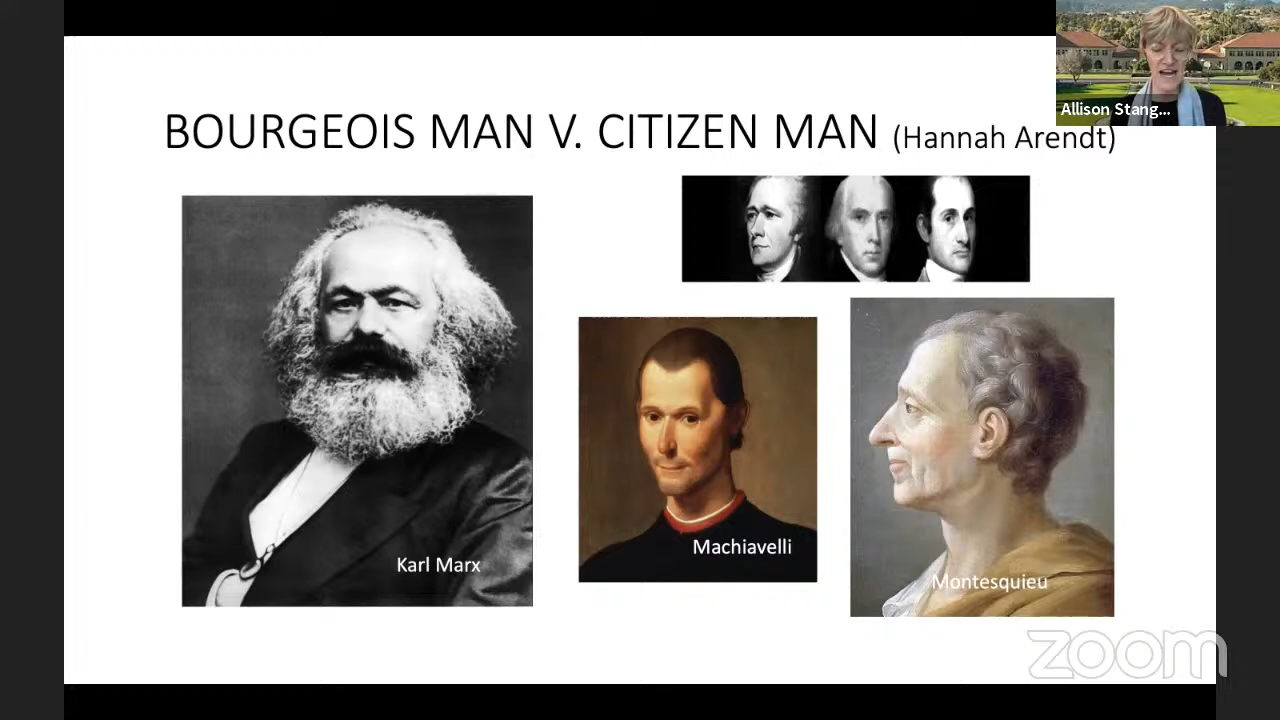 Allison Stang...
BOURGEOIS MAN V. CITIZEN MAN (Hannah Arendt)
Karl Marx
Machiavelli
Montesquieu
zoom